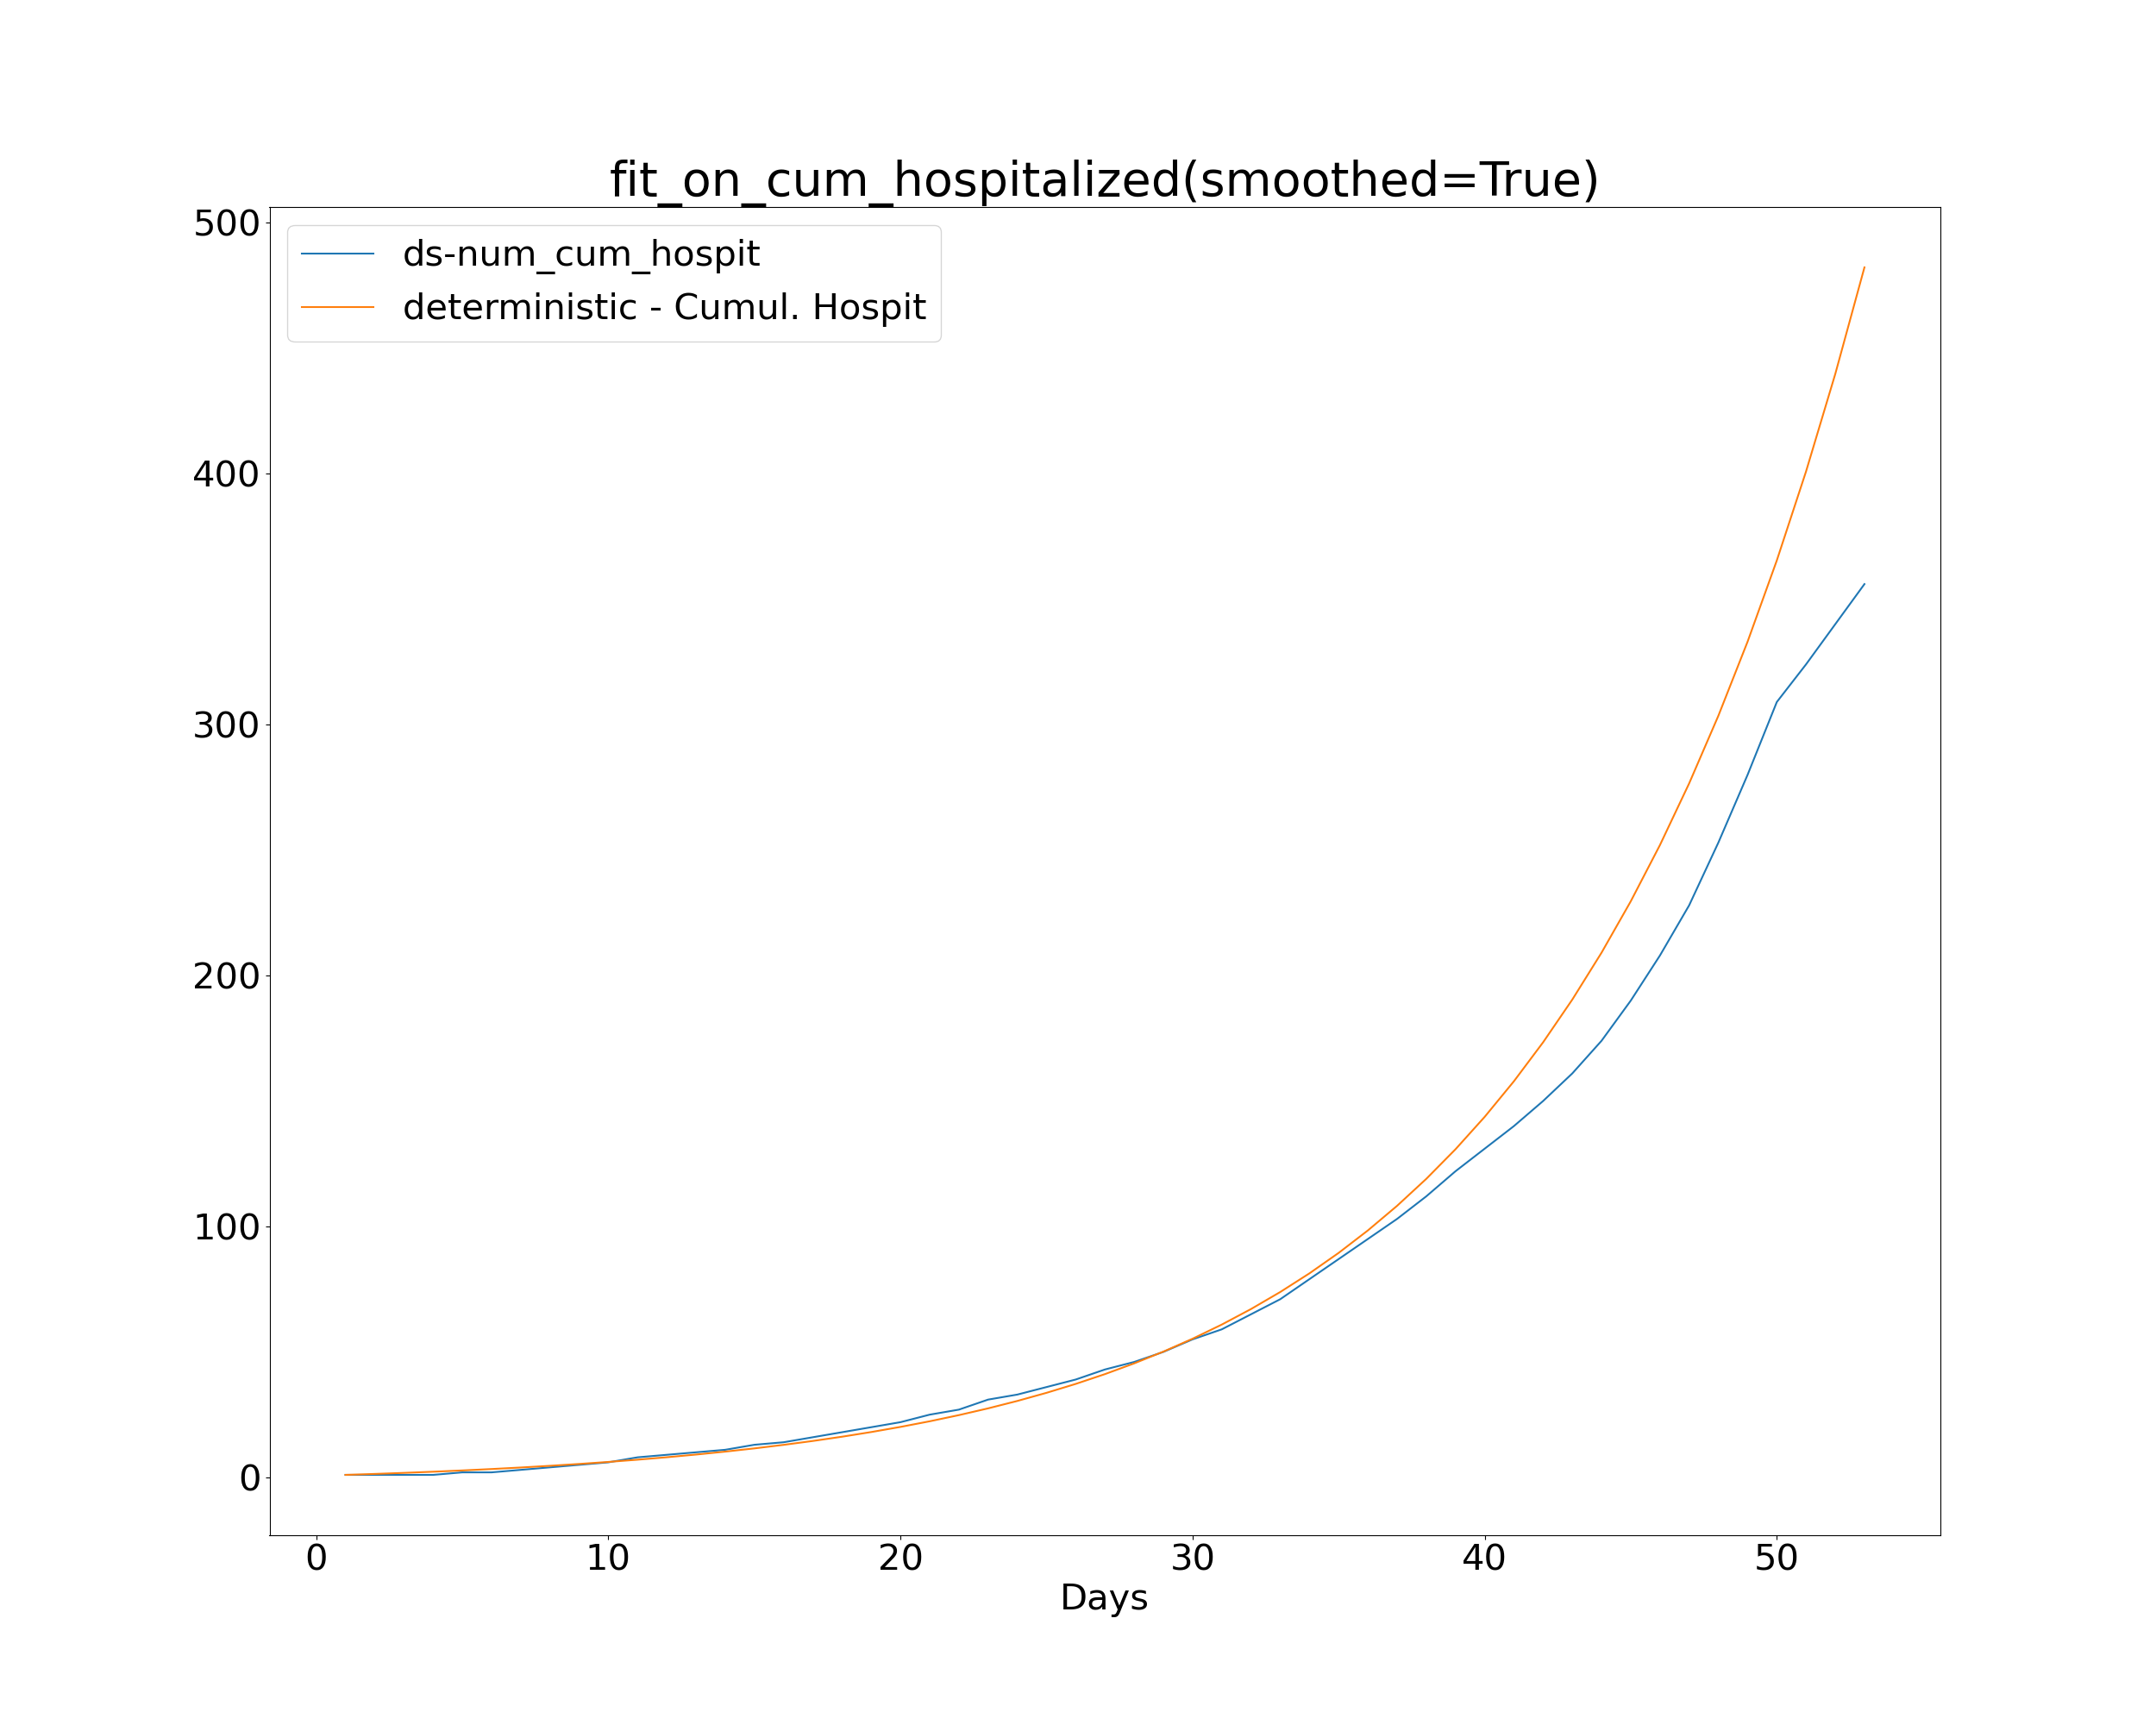 fit_on_cum_hospitalized(smoothed=True)
ds-num_cum_hospit
deterministic - Cumul. Hospit
500
400
300
200
100
0
0 10 20 30 40 50
Days